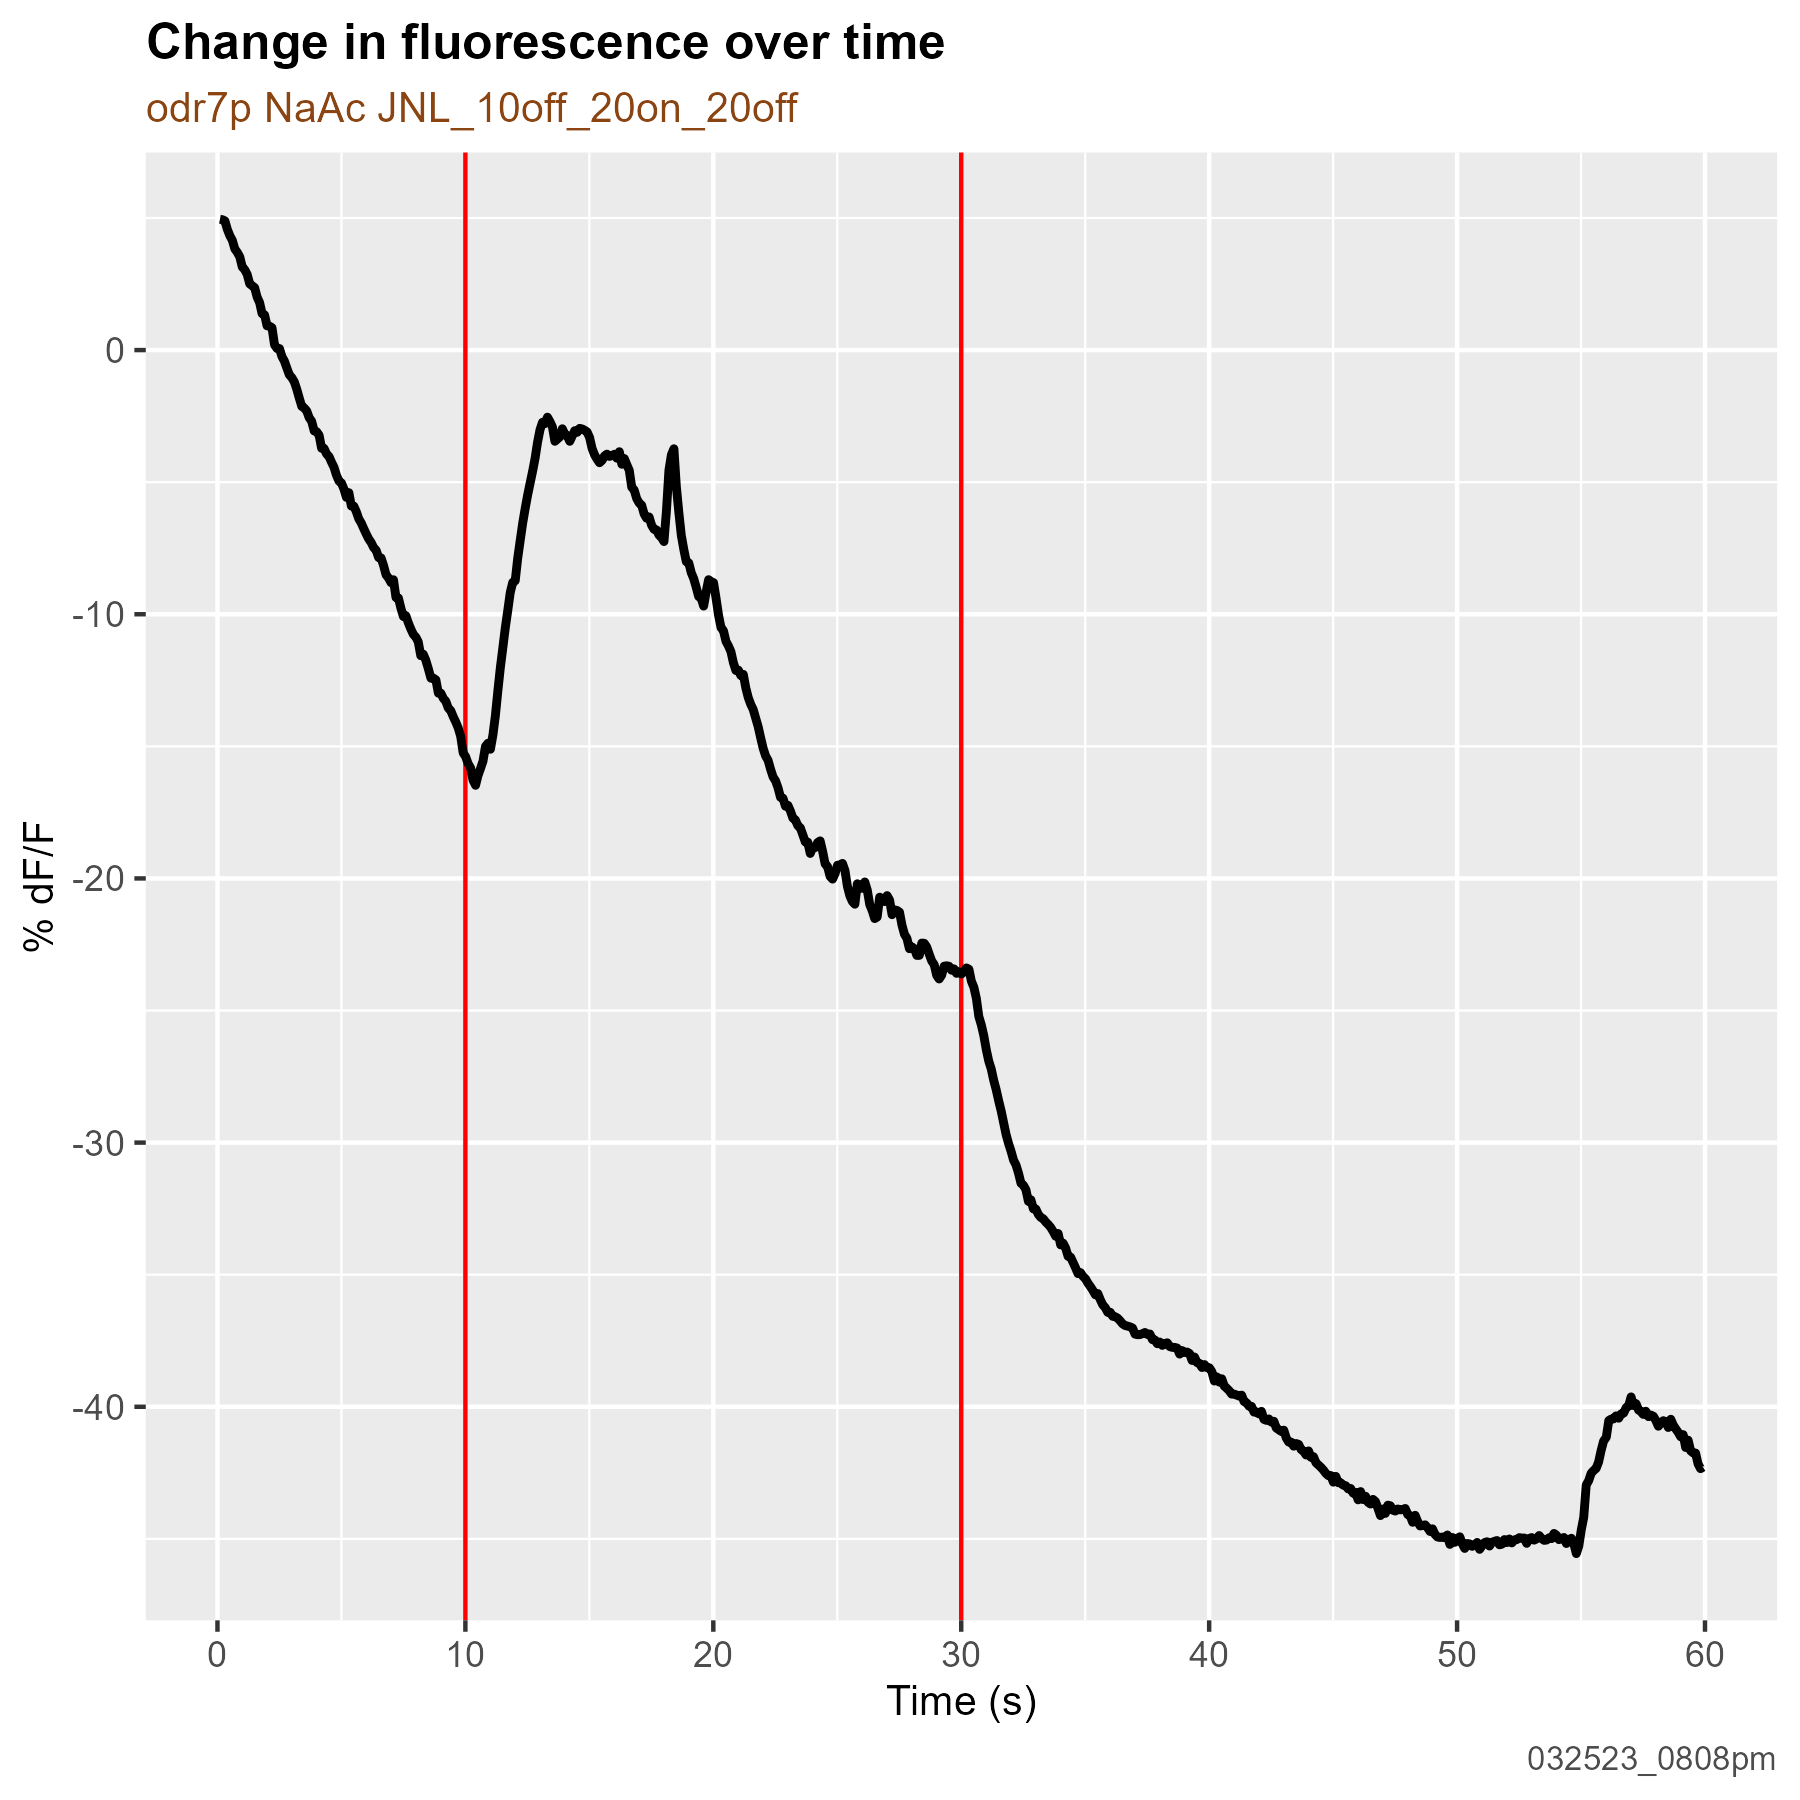 Change in fluorescence over time
odr7p NaAc JNL_10off_20on_20off
% dF/F
0
-10
-20
-30
-40
0 10 20 30 40 50 60
Time (s)
032523_0808pm